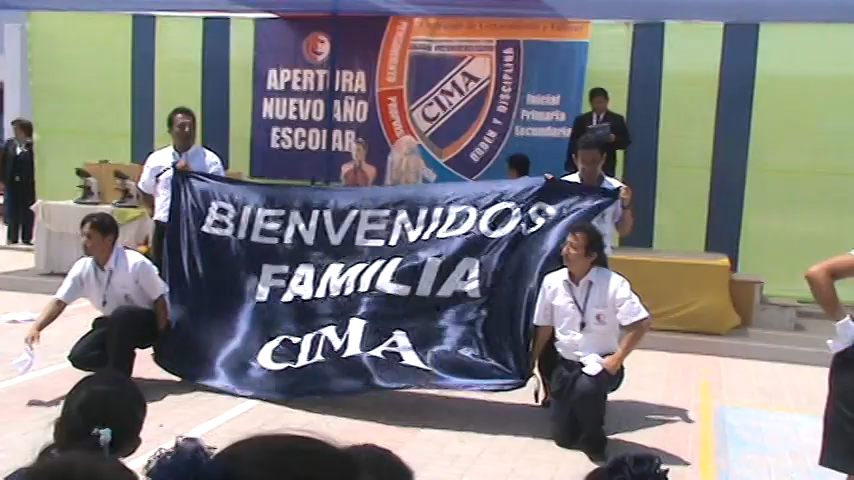 APERTURA
NUEVO AÑO
ESCOLAR
CIMA
ORDEN Y DISCIPLINA
Inicial
Primaria
Secundaria
BIENVENIDOS
FAMILIA
CIMA